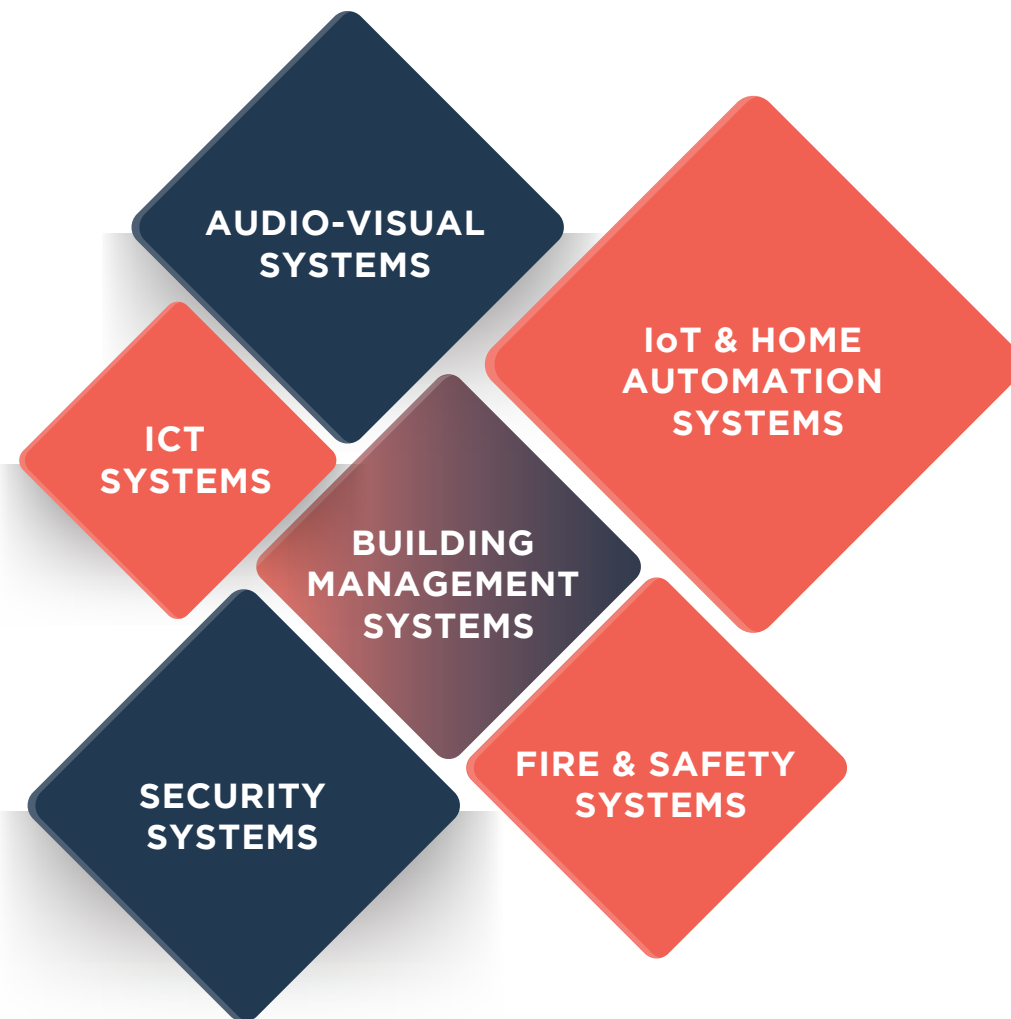 AUDIO-VISUAL
SYSTEMS
IoT & HOME
AUTOMATION
SYSTEMS
ICT
SYSTEMS
BUILDING
MANAGEMENT
SYSTEMS
FIRE & SAFETY
SYSTEMS
SECURITY
SYSTEMS